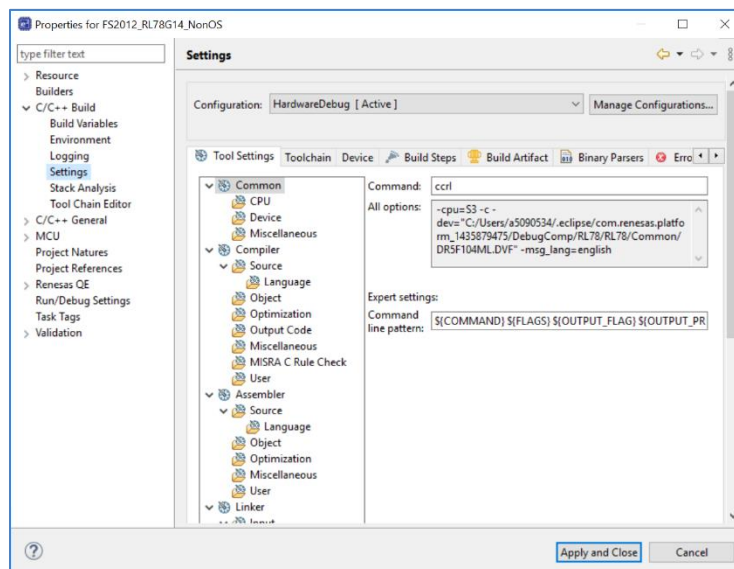 Properties for FS2012_RL78G14_NonOS
type filter text
Resource
Builders
C/C++ Build
Build Variables
Environment
Logging
Settings
Stack Analysis
Tool Chain Editor
C/C++ General
MCU
Project Natures
Project References
Renesas QE
Run/Debug Settings
Task Tags
Validation
Settings
Configuration: HardwareDebug [ Active ]
Manage Configurations...
Tool Settings Toolchain Device Build Steps Build Artifact Binary Parsers Erro
Common
CPU
Device
Miscellaneous
Compiler
Source
Language
Object
Optimization
Output Code
Miscellaneous
MISRA C Rule Check
User
Assembler
Source
Language
Object
Optimization
Miscellaneous
User
Linker
Input
Command: ccrl
All options:
-cpu=S3 -c -
dev="C:/Users/a5090534/.eclipse/com.renesas.platfo
rm_1435879475/DebugComp/RL78/RL78/Common/
DR5F104ML.DVF" -msg_lang=english
Expert settings:
Command
line pattern:
${COMMAND} ${FLAGS} ${OUTPUT_FLAG} ${OUTPUT_PR
Apply and Close
Cancel